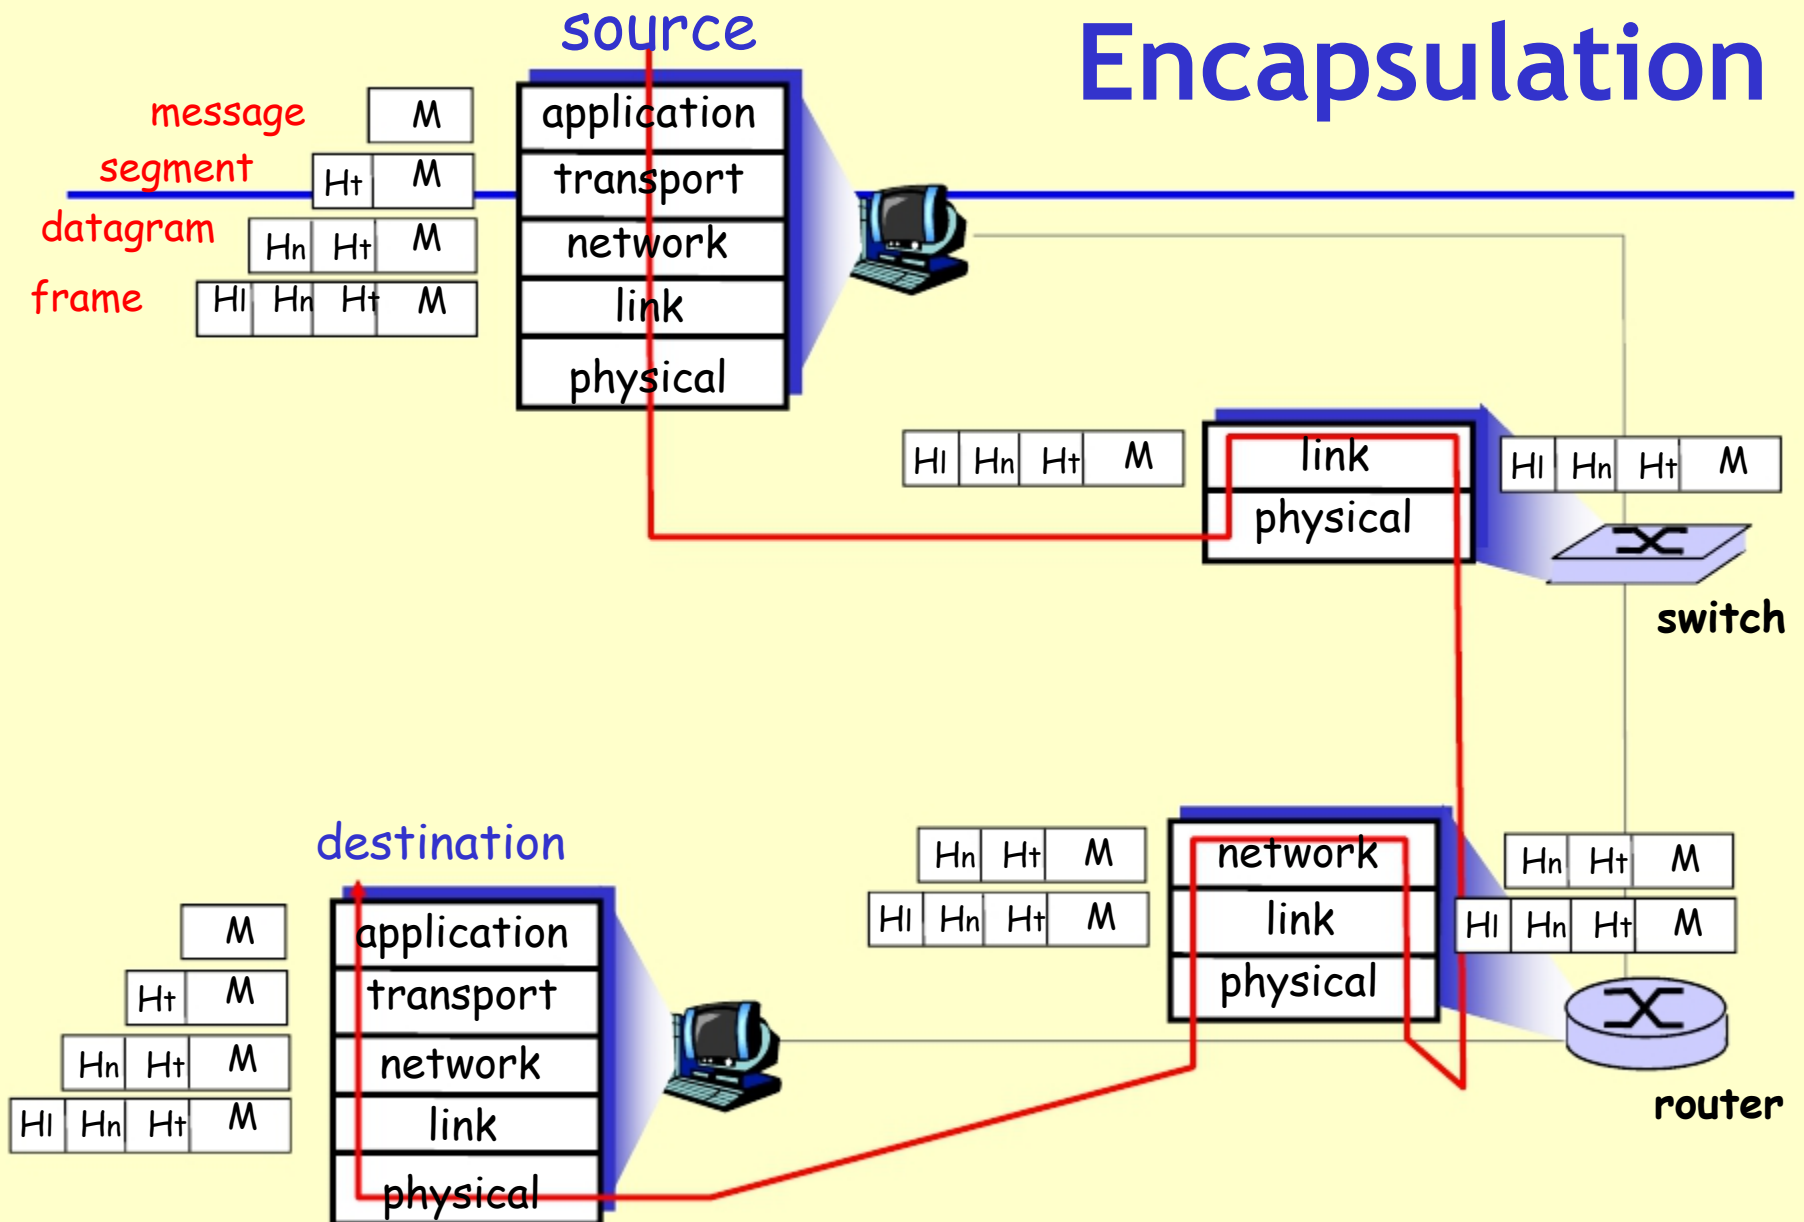 source
Encapsulation
message
M
application
segment
Ht M
transport
datagram
Hn Ht M
network
frame
Hl Hn Ht M
link
physical
Hl Hn Ht M
link
Hl Hn Ht M
physical
switch
destination
Hn Ht M
network
Hn Ht M
Hl Hn Ht M
link
Hl Hn Ht M
physical
router
M
application
Ht M
transport
Hn Ht M
network
Hl Hn Ht M
link
physical